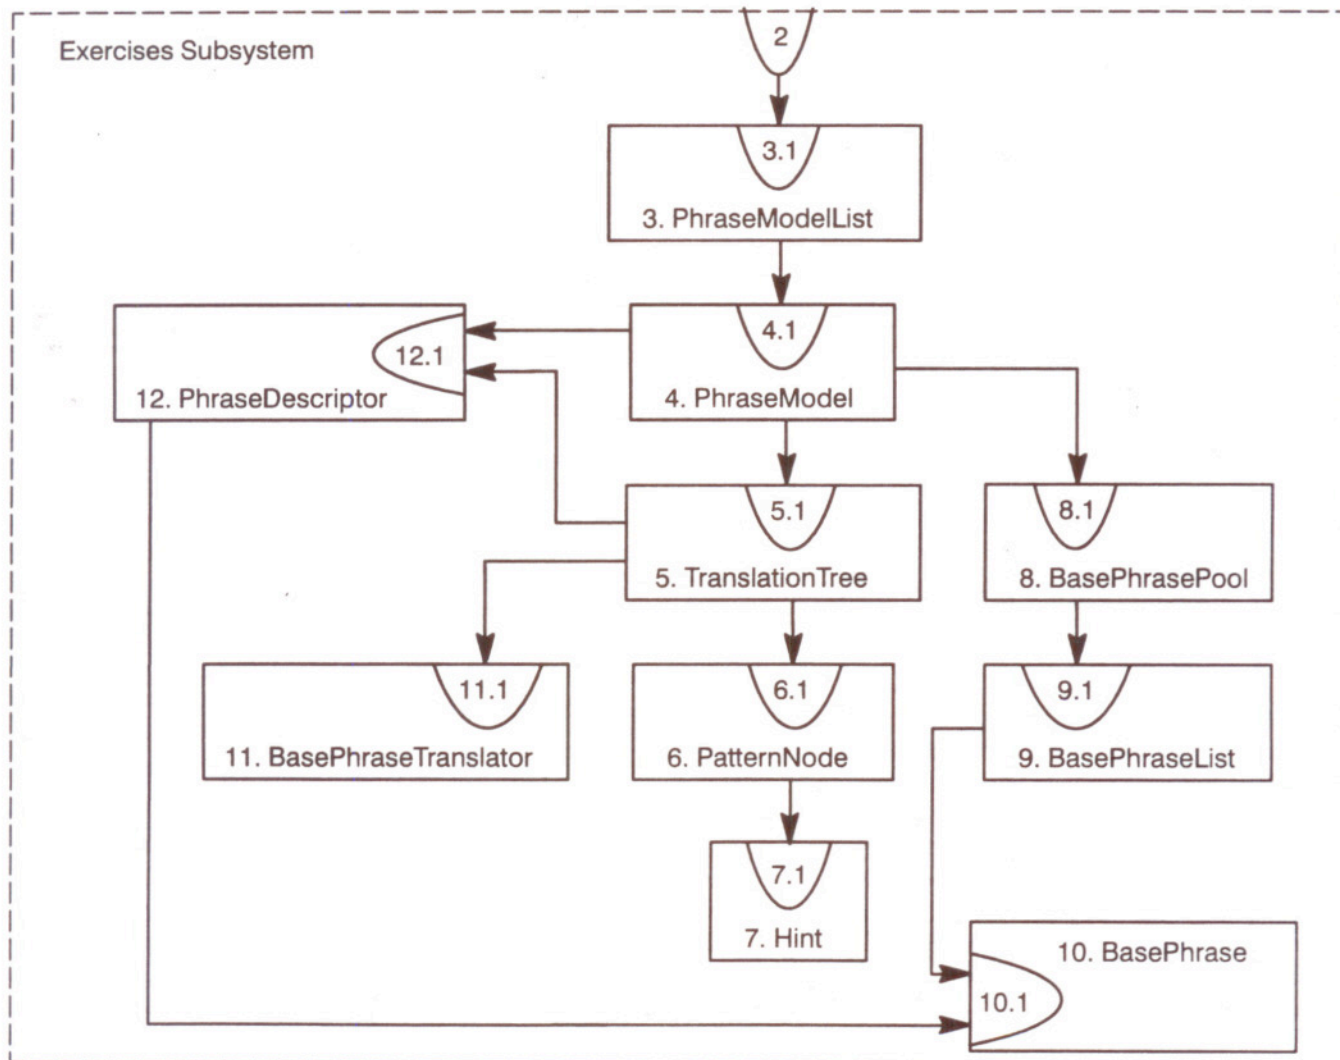 Exercises Subsystem
2
3.1
3. PhraseModelList
4.1
4. PhraseModel
12.1
12. PhraseDescriptor
5.1
5. TranslationTree
8.1
8. BasePhrasePool
11.1
11. BasePhraseTranslator
6.1
6. PatternNode
9.1
9. BasePhraseList
7.1
7. Hint
10. BasePhrase
10.1